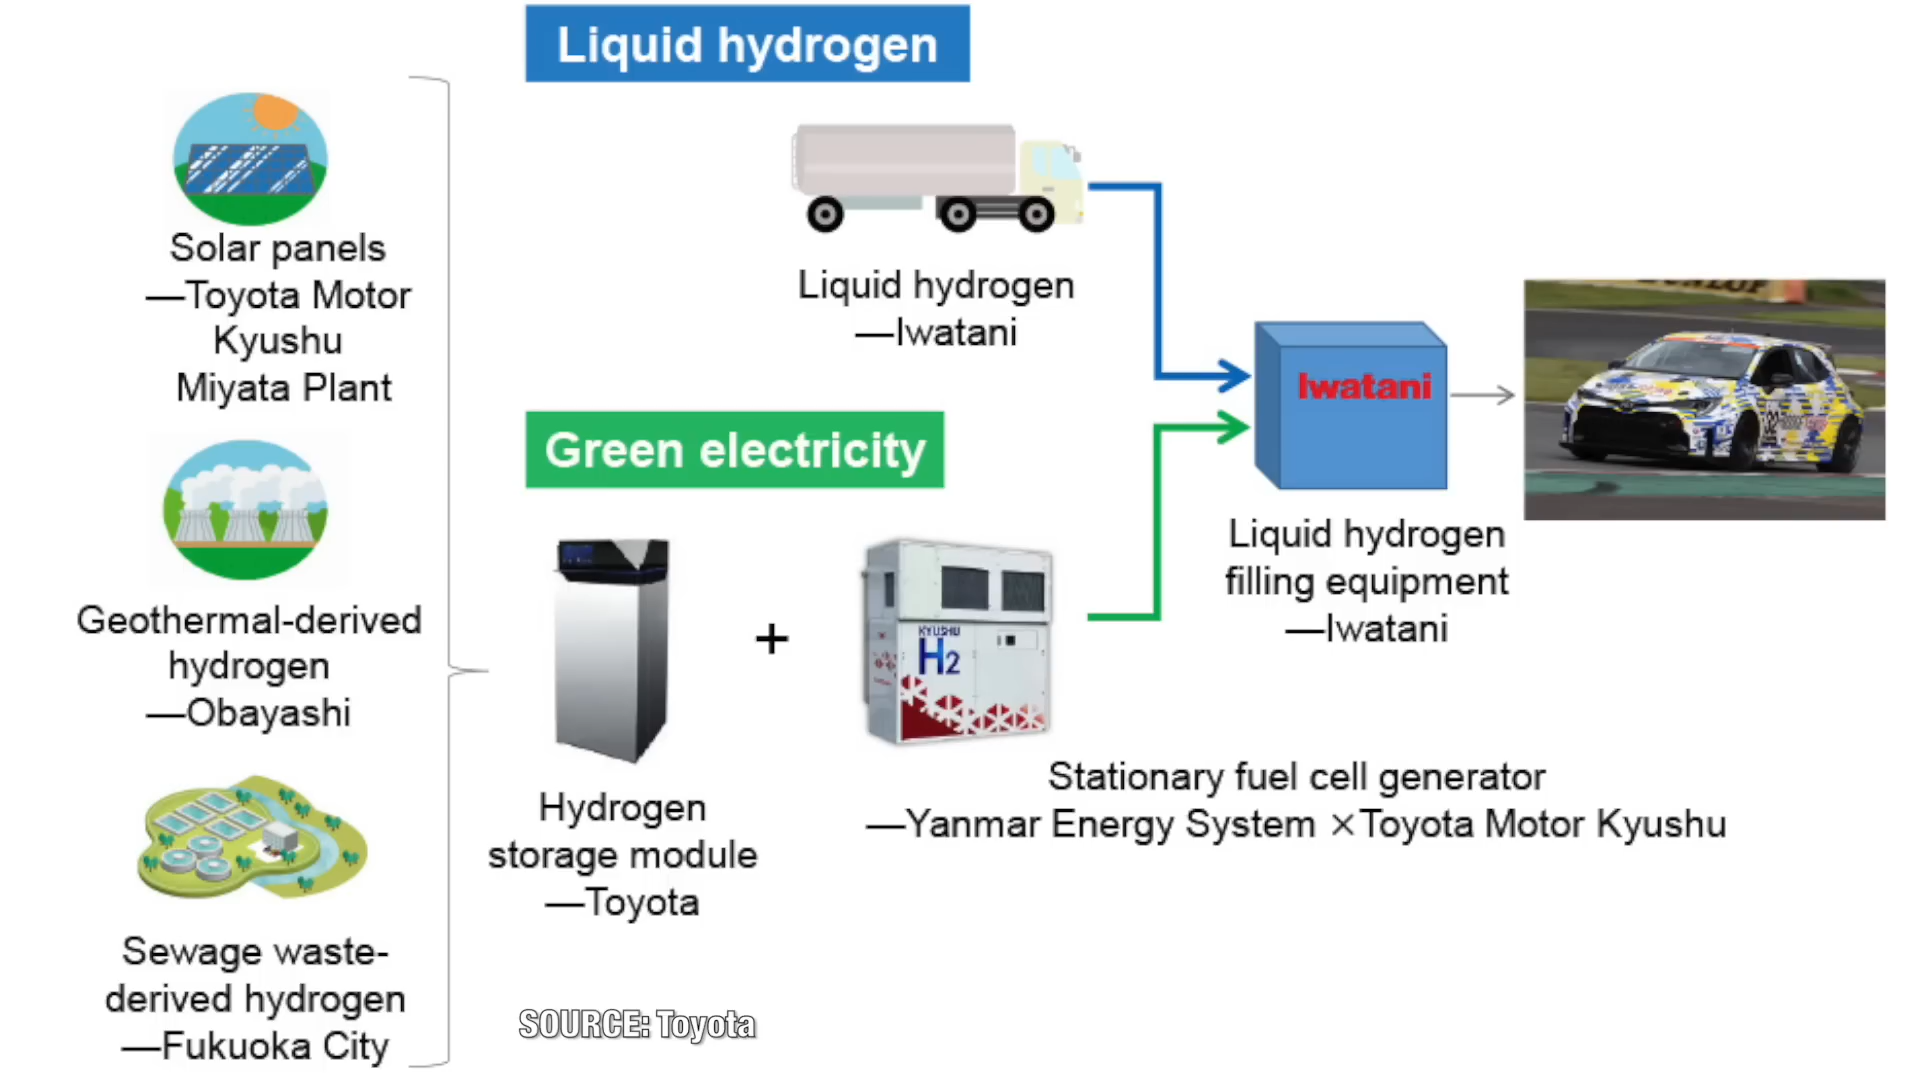 Liquid hydrogen
Solar panels
—Toyota Motor
Kyushu
Miyata Plant
Geothermal-derived
hydrogen
—Obayashi
Sewage waste-
derived hydrogen
—Fukuoka City
Liquid hydrogen
—Iwatani
Green electricity
Hydrogen
storage module
—Toyota
+
KYUSHU
H2
Stationary fuel cell generator
—Yanmar Energy System ×Toyota Motor Kyushu
Iwatani
Liquid hydrogen
filling equipment
—Iwatani
DUNLOP
32
SOURCE: Toyota